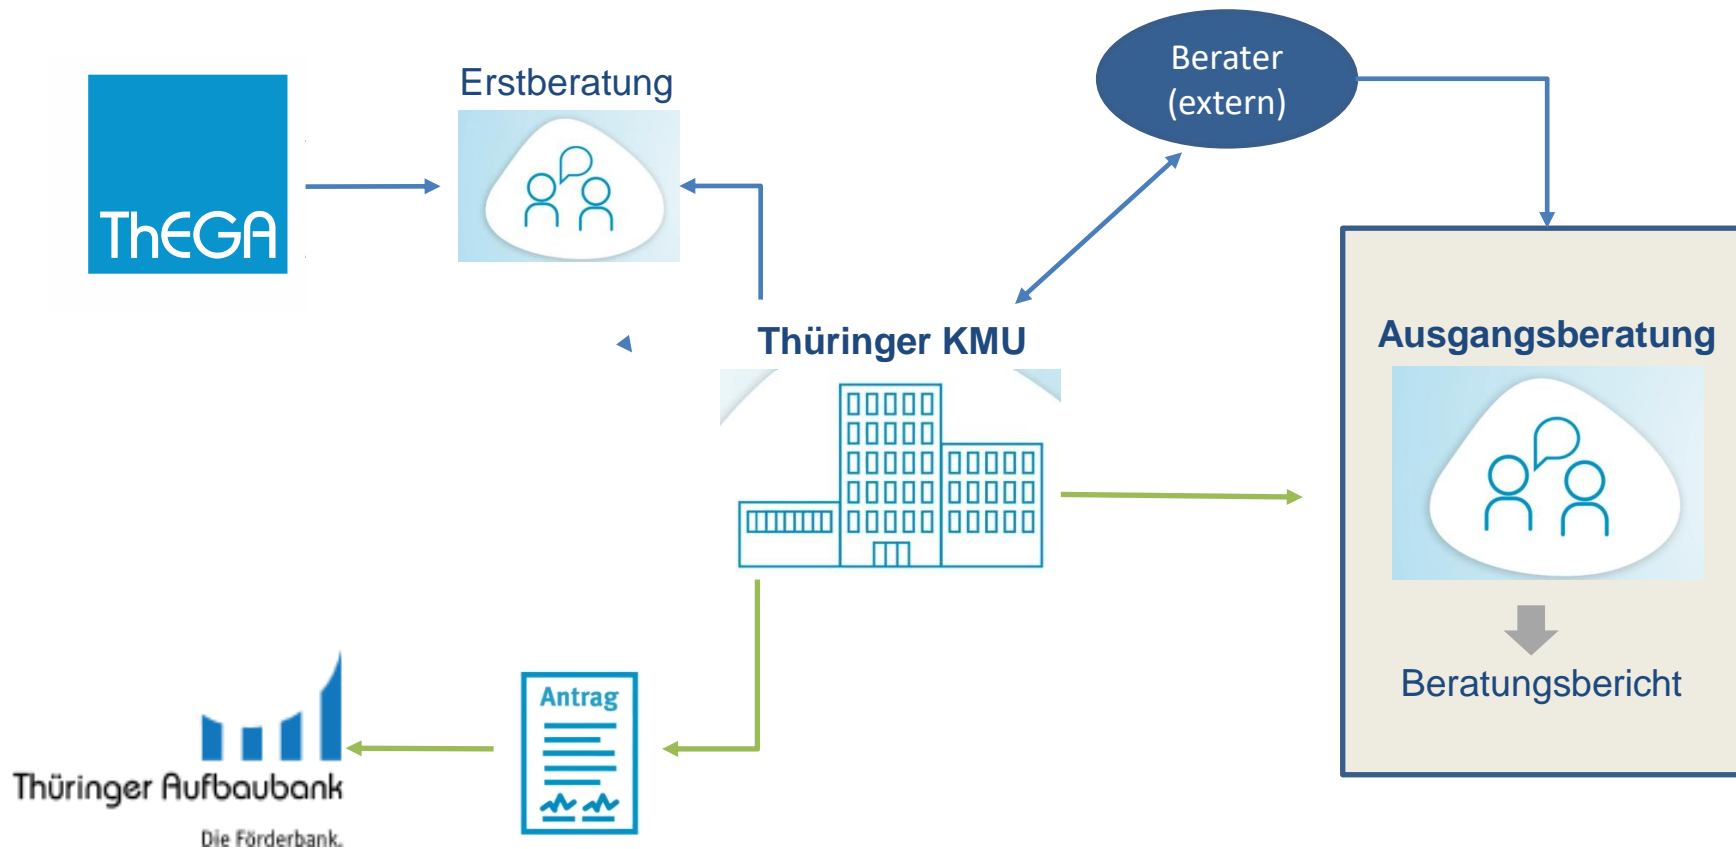 Erstberatung
ThEGA
Berater
(extern)
Thüringer KMU
Ausgangsberatung
Beratungsbericht
Antrag
Thüringer Aufbaubank
Die Förderbank.